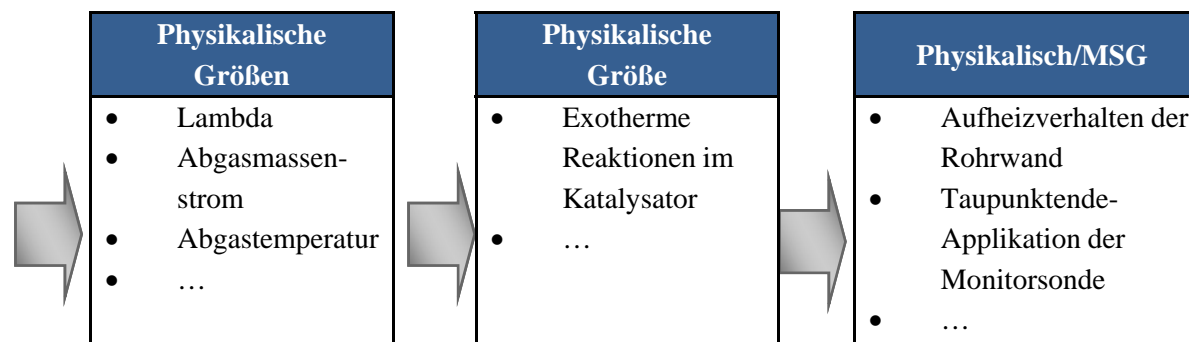 Physikalische
Größen
• Lambda
• Abgasmassen-
strom
• Abgastemperatur
• …
Physikalische
Größe
• Exotherme
Reaktionen im
Katalysator
• …
Physikalisch/MSG
• Aufheizverhalten der
Rohrwand
• Taupunktende-
Applikation der
Monitorsonde
• …